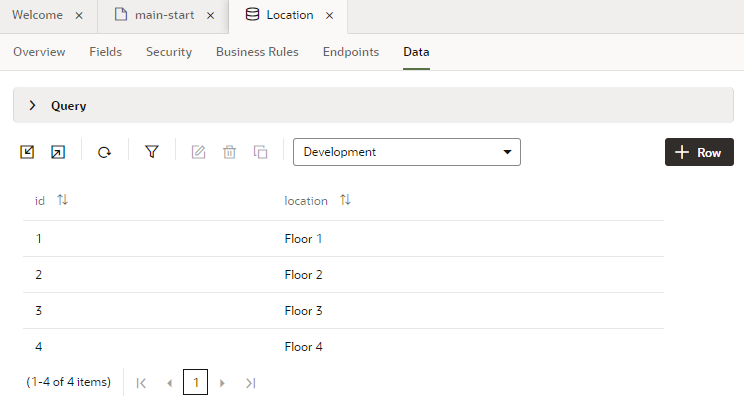 Welcome × main-start × Location ×
Overview Fields Security Business Rules Endpoints Data
Query
Development + Row
id location
1 Floor 1
2 Floor 2
3 Floor 3
4 Floor 4
(1-4 of 4 items) 1